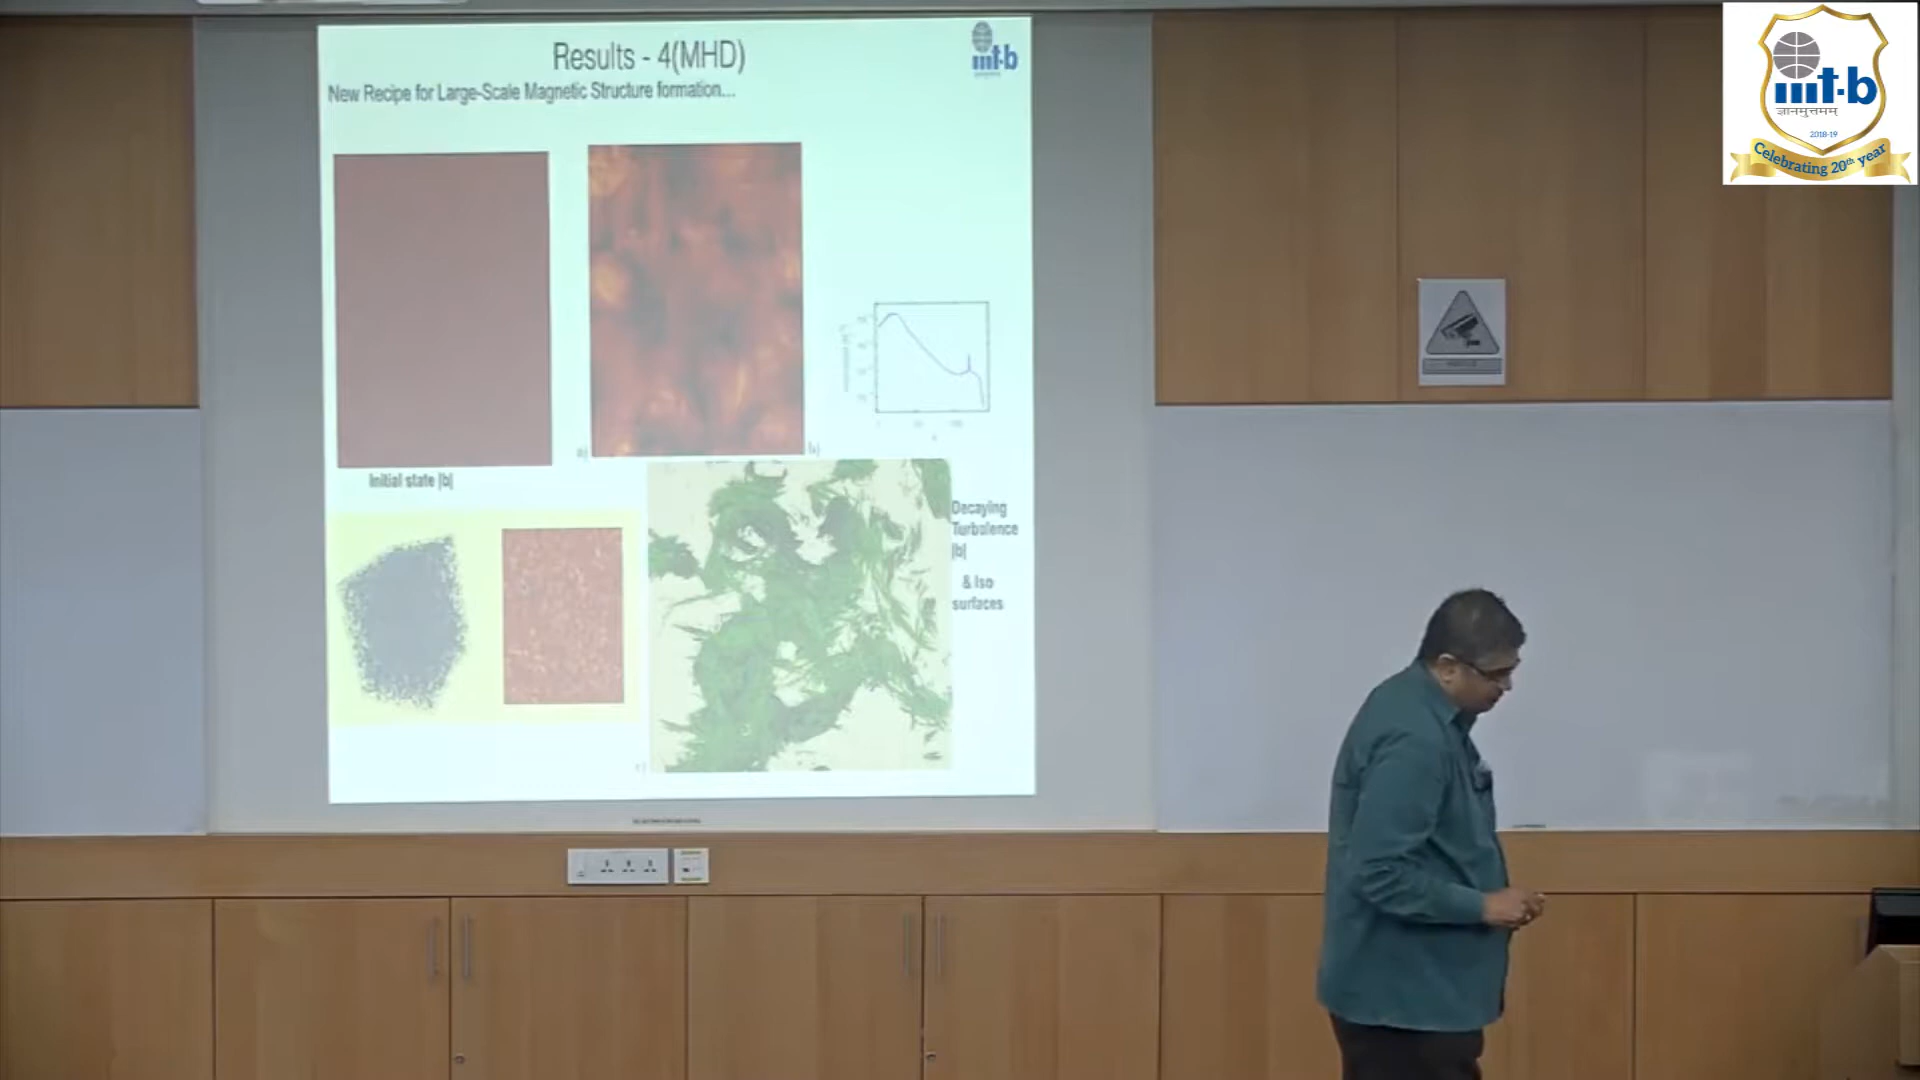 Results - 4(MHD)
iiit-b
New Recipe for Large-Scale Magnetic Structure formation...
a)
b)
Initial state |b|
Decaying
Turbulence
|b|
& Iso
surfaces
iiit-b
ज्ञानमुत्तमम्
2018-19
Celebrating 20th year